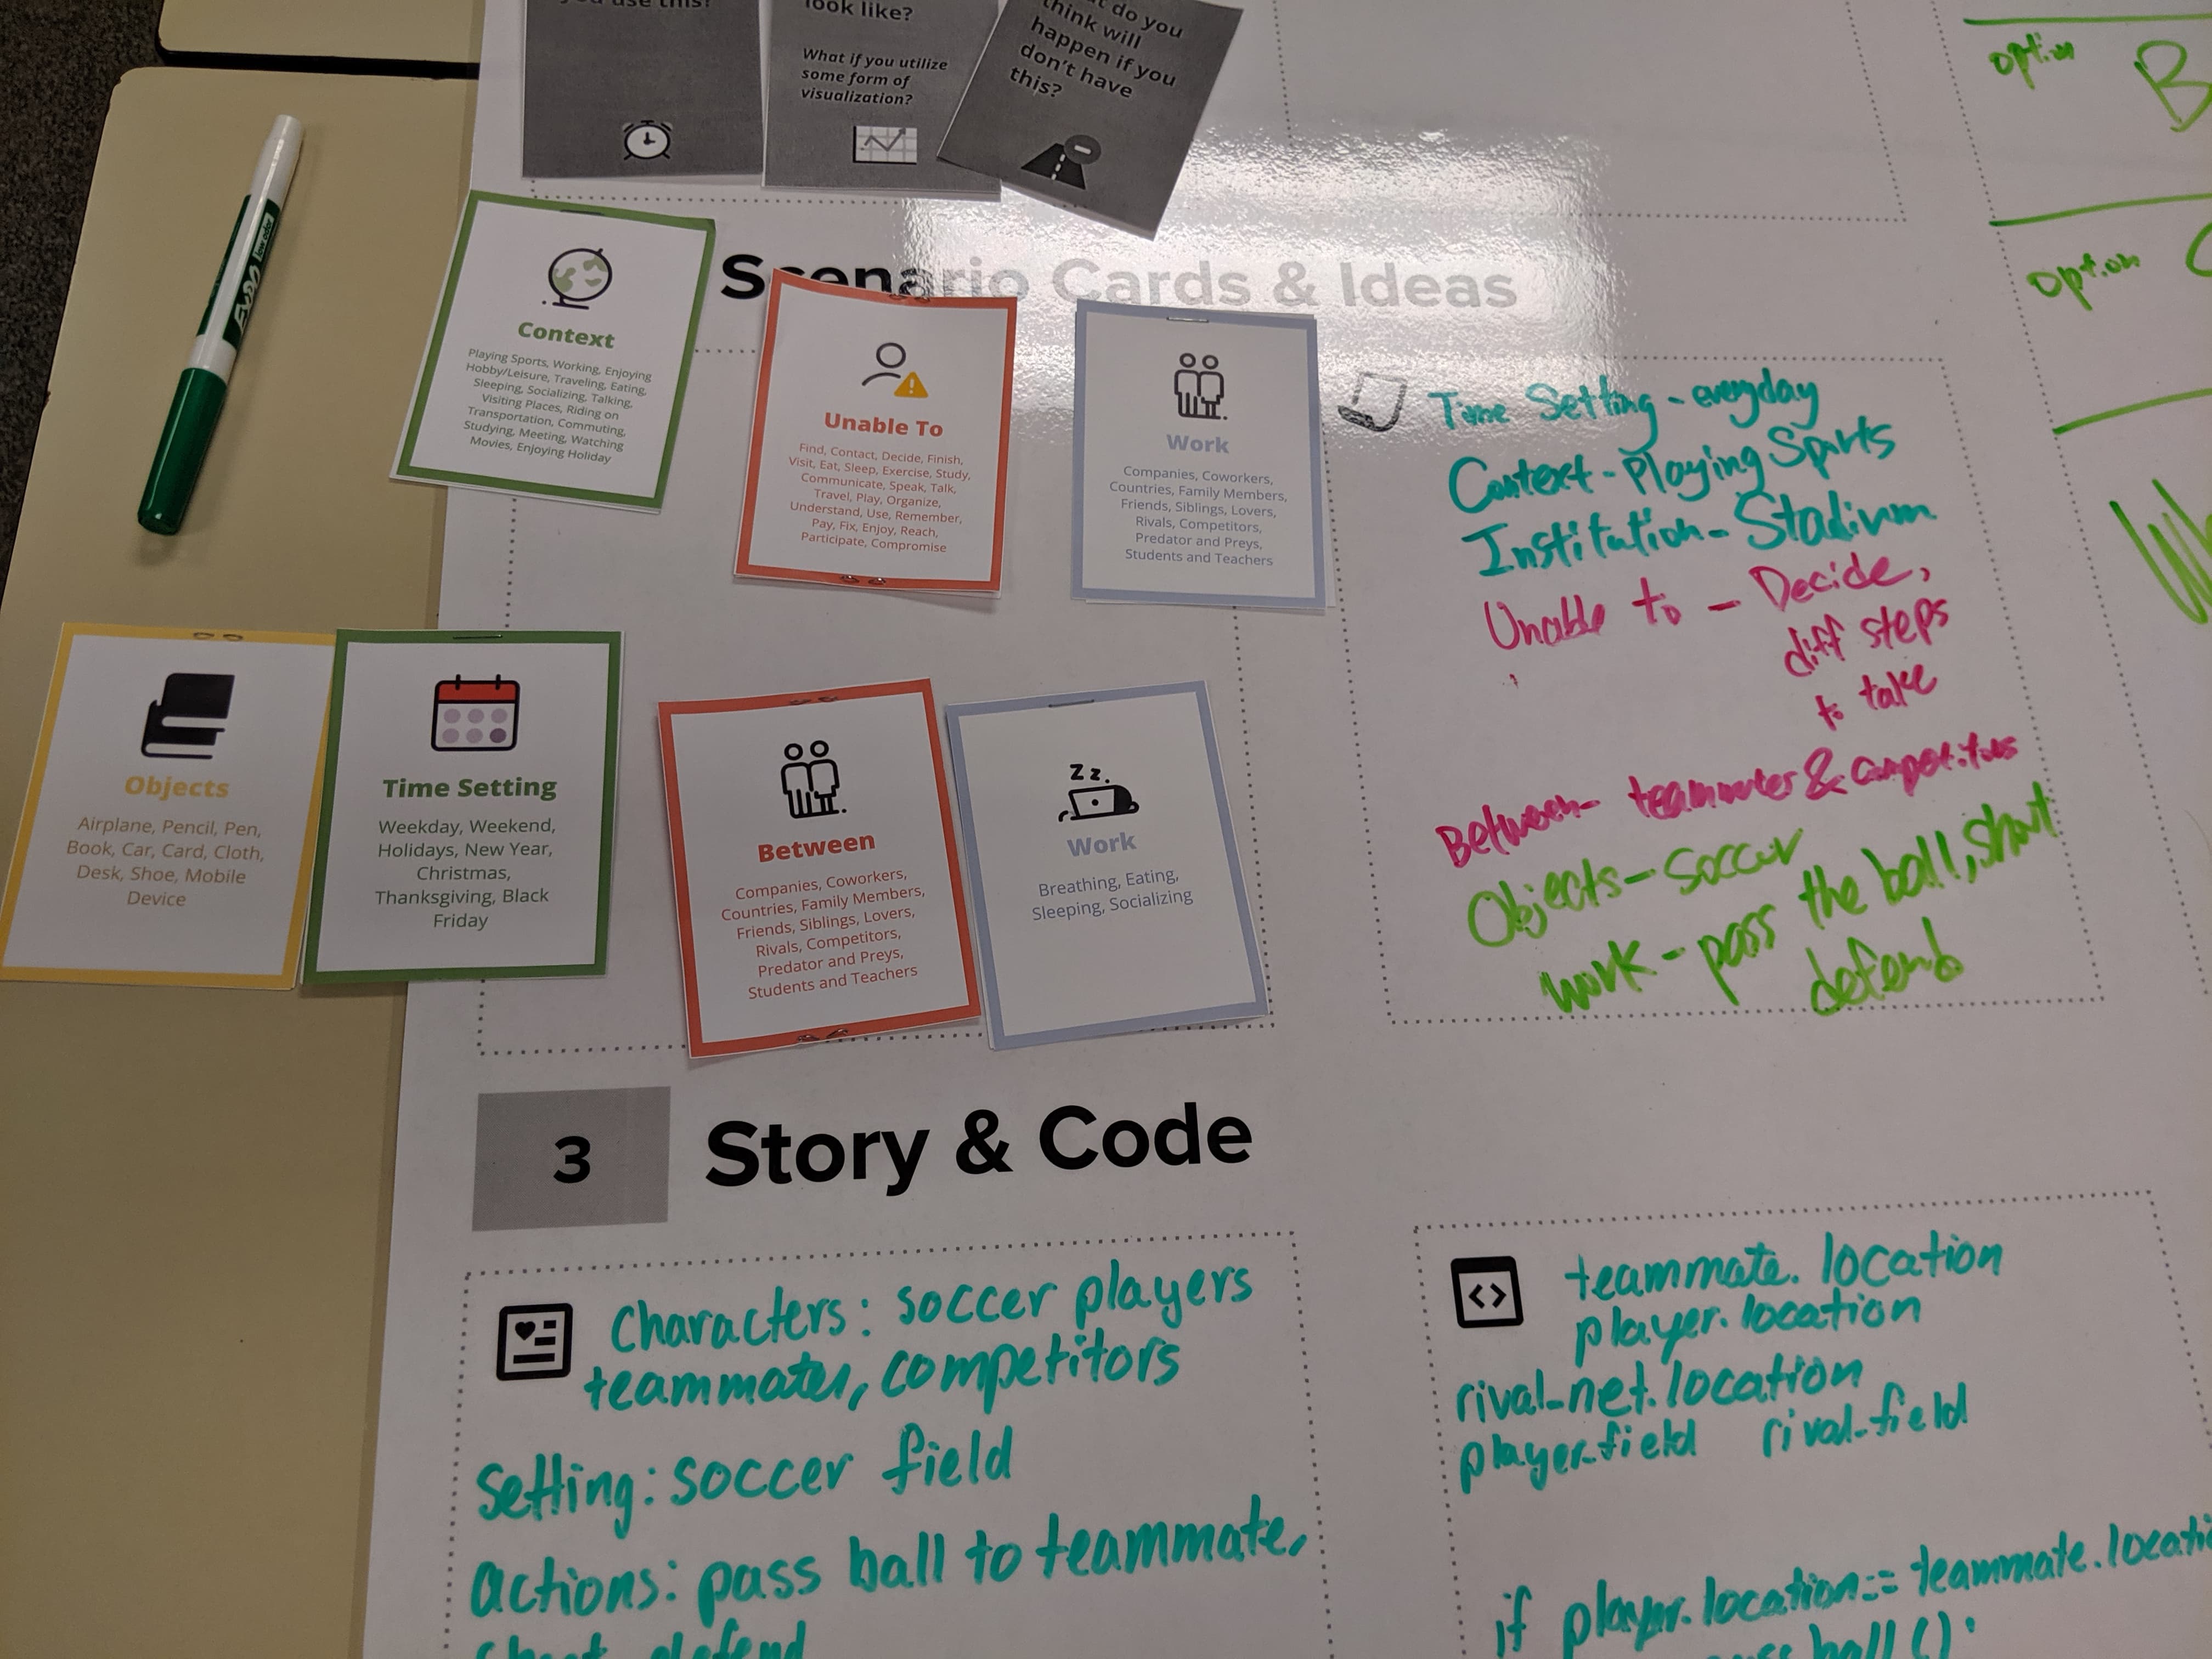 you use this?
look like?
What if you utilize
some form of
visualization?
do you
think will
happen if you
don't have
this?
option B
option
EXPO
low odor
Scenario Cards & Ideas
Context
Playing Sports, Working, Enjoying
Hobby/Leisure, Traveling, Eating,
Sleeping, Socializing, Talking,
Visiting Places, Riding on
Transportation, Commuting,
Studying, Meeting, Watching
Movies, Enjoying Holiday
Unable To
Find, Contact, Decide, Finish,
Visit, Eat, Sleep, Exercise, Study,
Communicate, Speak, Talk,
Travel, Play, Organize,
Understand, Use, Remember,
Pay, Fix, Enjoy, Reach,
Participate, Compromise
Work
Companies, Coworkers,
Countries, Family Members,
Friends, Siblings, Lovers,
Rivals, Competitors,
Predator and Preys,
Students and Teachers
Time Setting - everyday
Context - Playing Sports
Institution - Stadium
Unable to - Decide,
diff steps
to take
Between - teammates & competitors
Objects - Soccer
work - pass the ball, shoot
defend
Objects
Airplane, Pencil, Pen,
Book, Car, Card, Cloth,
Desk, Shoe, Mobile
Device
Time Setting
Weekday, Weekend,
Holidays, New Year,
Christmas,
Thanksgiving, Black
Friday
Between
Companies, Coworkers,
Countries, Family Members,
Friends, Siblings, Lovers,
Rivals, Competitors,
Predator and Preys,
Students and Teachers
Zz.
Work
Breathing, Eating,
Sleeping, Socializing
3 Story & Code
Characters: soccer players
teammates, competitors
Setting: soccer field
actions: pass ball to teammate,
shoot, defend
<>
teammate.location
player.location
rival_net.location
player_field rival_field
if player.location == teammate.locati
ball():